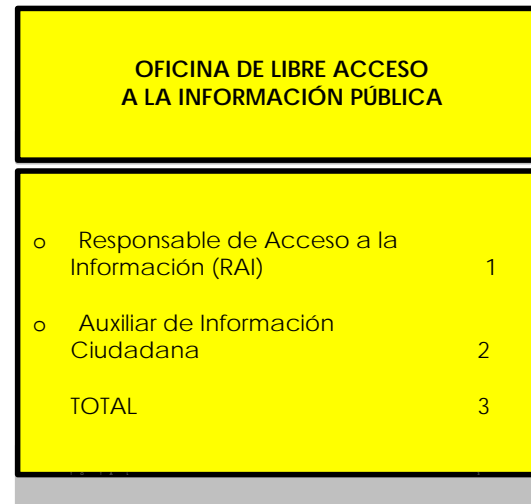 OFICINA DE LIBRE ACCESO
A LA INFORMACIÓN PÚBLICA
o Responsable de Acceso a la
Información (RAI) 1
o Auxiliar de Información
Ciudadana 2
TOTAL 3